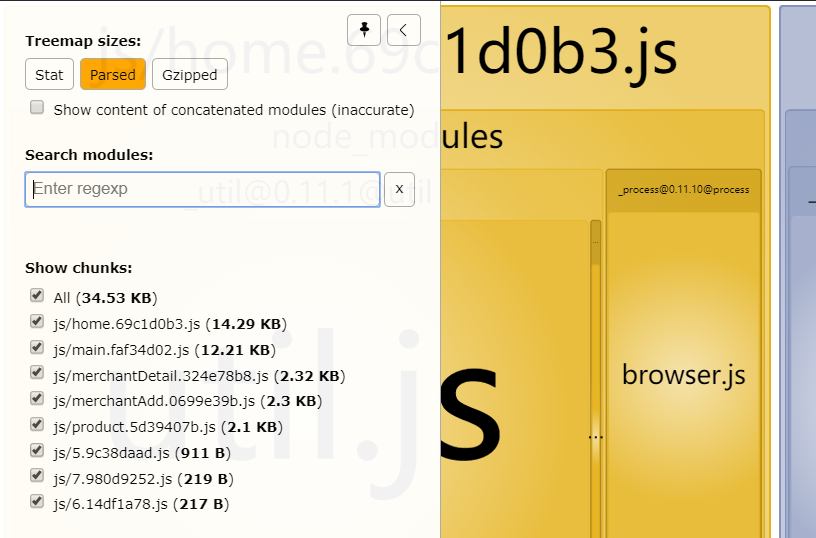 Treemap sizes:
Stat
Parsed
Gzipped
Show content of concatenated modules (inaccurate)
Search modules:
Enter regexp
x
Show chunks:
All (34.53 KB)
js/home.69c1d0b3.js (14.29 KB)
js/main.faf34d02.js (12.21 KB)
js/merchantDetail.324e78b8.js (2.32 KB)
js/merchantAdd.0699e39b.js (2.3 KB)
js/product.5d39407b.js (2.1 KB)
js/5.9c38daad.js (911 B)
js/7.980d9252.js (219 B)
js/6.14df1a78.js (217 B)
js/home.69c1d0b3.js
node_modules
_util@0.11.1@util
util.js
...
...
_process@0.11.10@process
browser.js